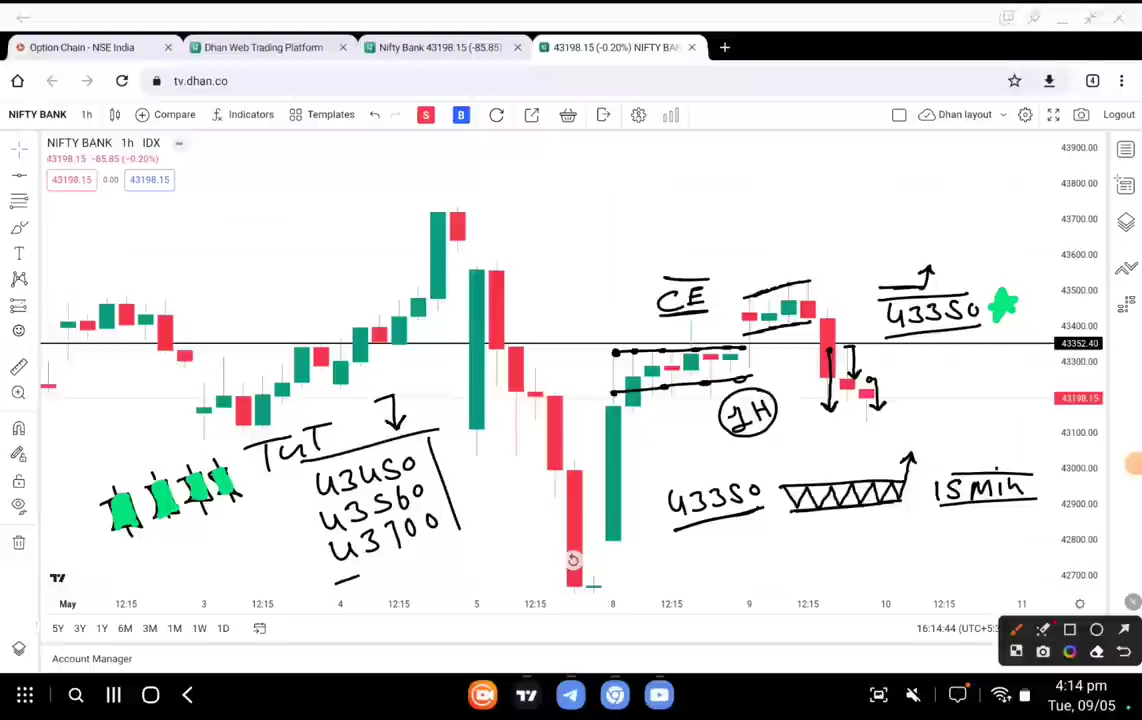 Option Chain - NSE India
Dhan Web Trading Platform
Nifty Bank 43198.15 (-85.85)
43198.15 (-0.20%) NIFTY BAN
tv.dhan.co
4
NIFTY BANK 1h Compare Indicators Templates S B Dhan layout Logout
NIFTY BANK 1h IDX
43198.15 -85.85 (-0.20%)
43198.15 0.00 43198.15
43900.00
43800.00
43700.00
43600.00
43500.00
43400.00
43352.40
43300.00
43198.15
43100.00
43000.00
42900.00
42800.00
42700.00
CE
43350
1H
TGT
43450
43560
43700
43350
15 Min
May 12:15 3 12:15 4 12:15 5 12:15 8 12:15 9 12:15 10 12:15 11
5Y 3Y 1Y 6M 3M 1M 1W 1D
16:14:44 (UTC+5:3
Account Manager
4:14 pm
Tue, 09/05